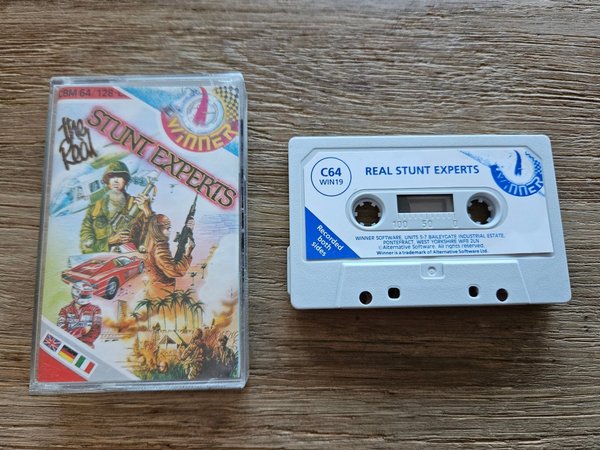 CBM 64/128
WINNER
the Real
STUNT EXPERTS
C64
WIN19
REAL STUNT EXPERTS
WINNER
100 50 0
Recorded
both
sides
WINNER SOFTWARE, UNITS 5-7 BAILEYGATE INDUSTRIAL ESTATE,
PONTEFRACT, WEST YORKSHIRE WF8 2LN
Alternative Software. All rights reserved.
Winner is a trademark of Alternative Software Ltd.